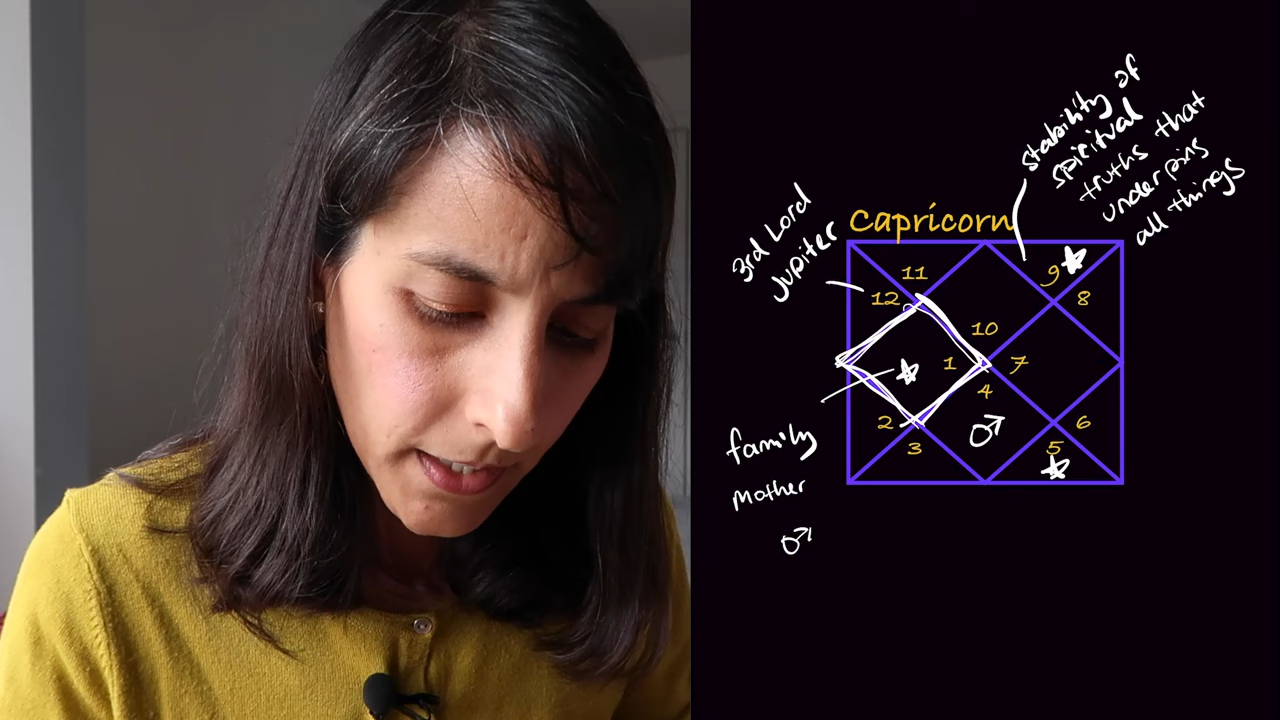 stability of
spiritual
truths that
underpins
all things
3rd Lord
Jupiter
Capricorn
11
9
12
8
10
1
7
4
2
6
3
5
family
Mother